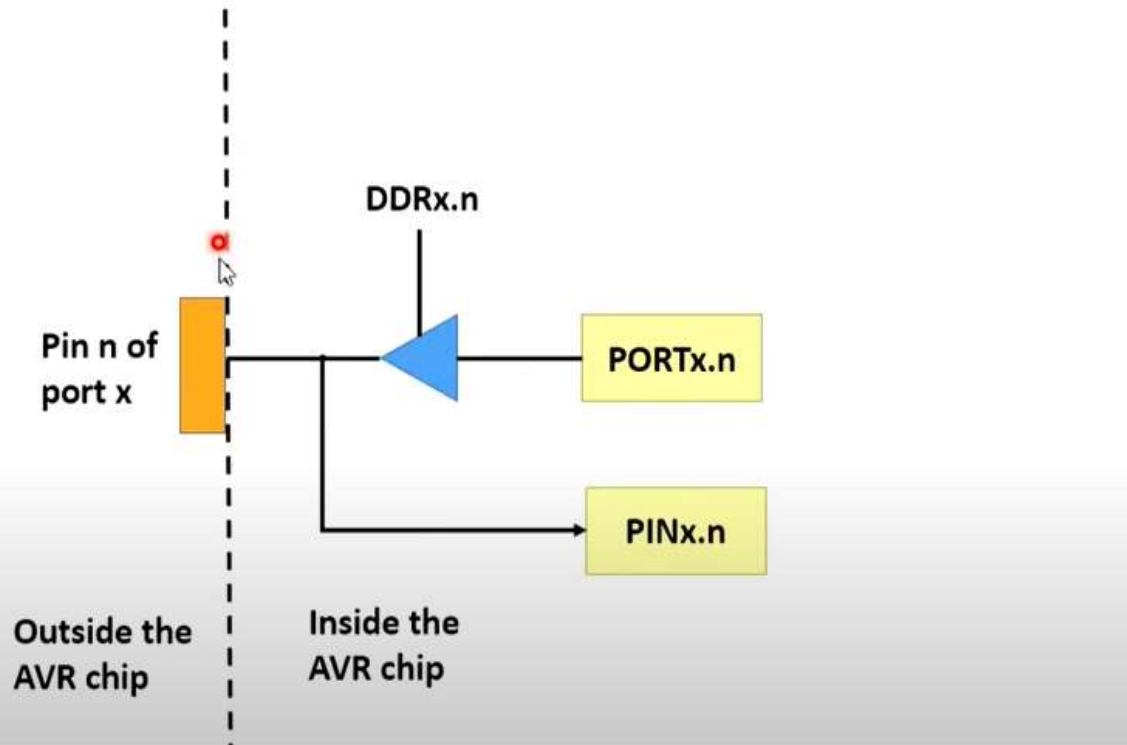 DDRx.n
Pin n of
port x
PORTx.n
PINx.n
Outside the
AVR chip
Inside the
AVR chip